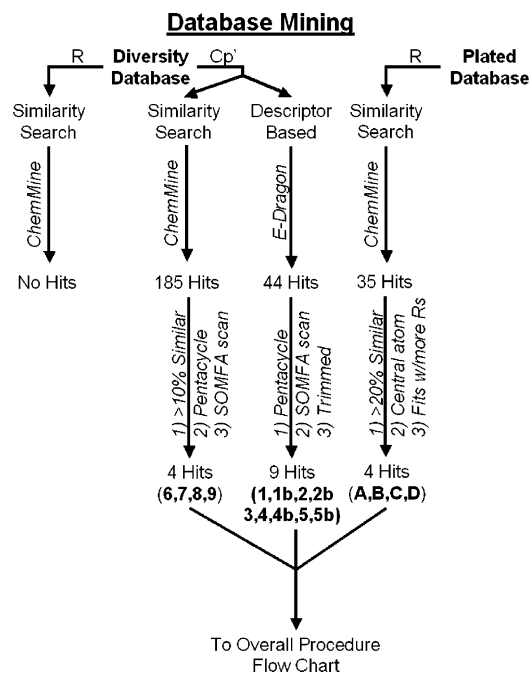 Database Mining
R
Diversity
Database
Cp'
R
Plated
Database
Similarity
Search
Similarity
Search
Descriptor
Based
Similarity
Search
ChemMine
ChemMine
E-Dragon
ChemMine
No Hits
185 Hits
44 Hits
35 Hits
1) >10% Similar
2) Pentacycle
3) SOMFA scan
1) Pentacycle
2) SOMFA scan
3) Trimmed
1) >20% Similar
2) Central atom
3) Fits w/more Rs
4 Hits
(6,7,8,9)
9 Hits
(1,1b,2,2b
3,4,4b,5,5b)
4 Hits
(A,B,C,D)
To Overall Procedure
Flow Chart